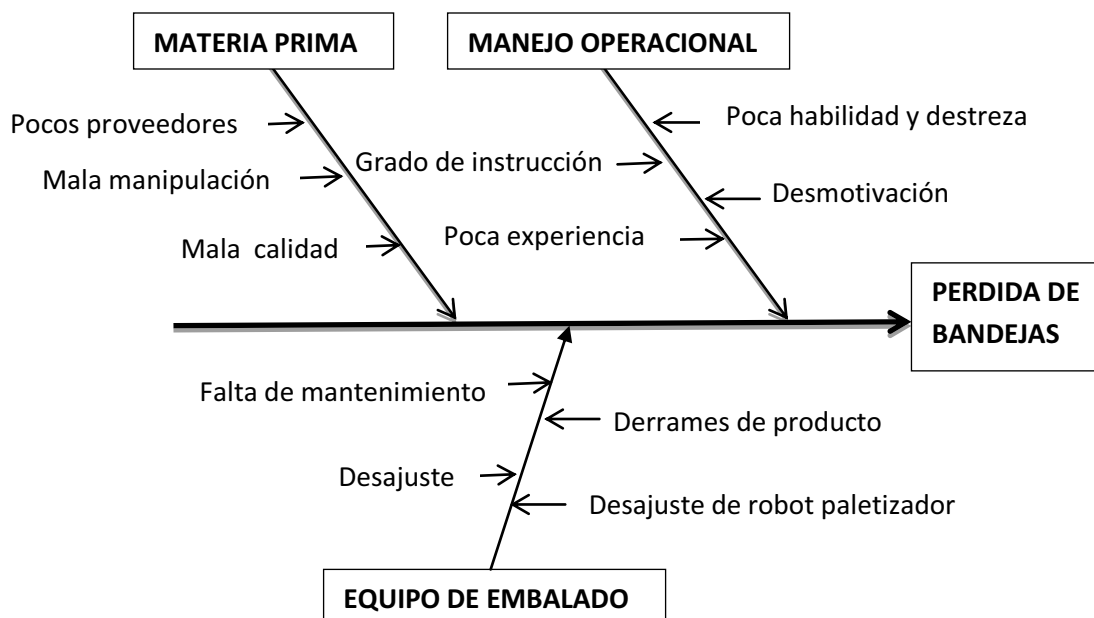 MATERIA PRIMA
MANEJO OPERACIONAL
Pocos proveedores
Poca habilidad y destreza
Grado de instrucción
Mala manipulación
Desmotivación
Poca experiencia
Mala calidad
PERDIDA DE
BANDEJAS
Falta de mantenimiento
Derrames de producto
Desajuste
Desajuste de robot paletizador
EQUIPO DE EMBALADO